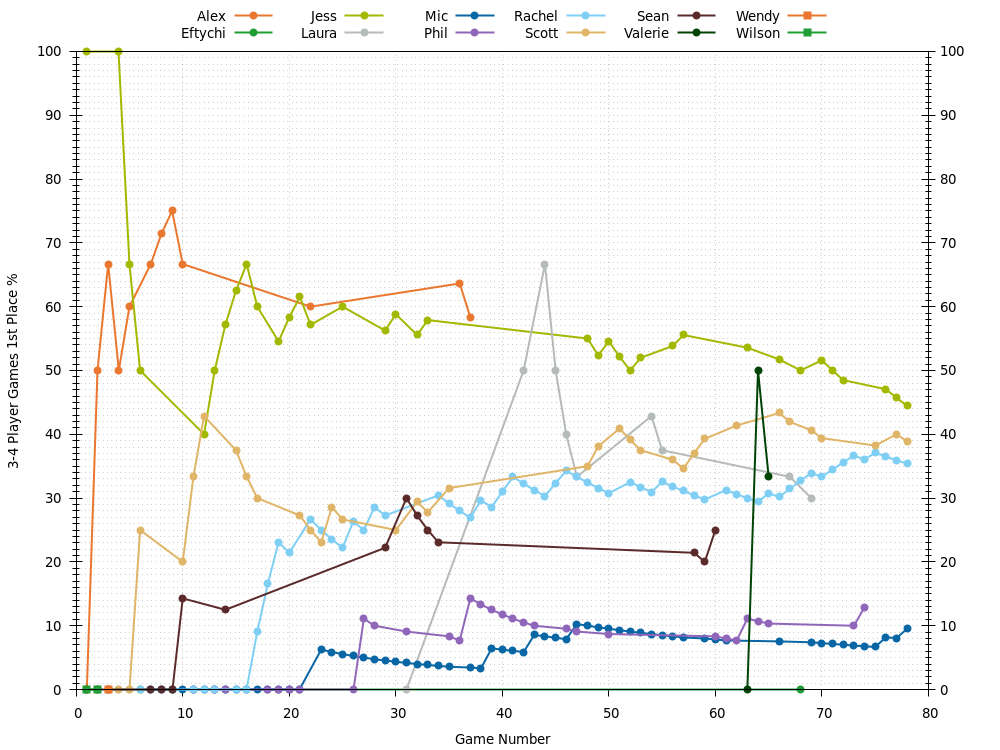 Alex Jess Mic Rachel Sean Wendy
Eftychi Laura Phil Scott Valerie Wilson
100 100
90 90
80 80
70 70
60 60
50 50
40 40
30 30
20 20
10 10
0 0
3-4 Player Games 1st Place %
0 10 20 30 40 50 60 70 80
Game Number